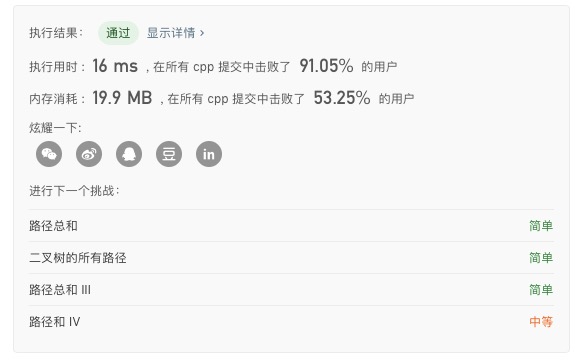 执行结果： 通过 显示详情 ›
执行用时： 16 ms ，在所有 cpp 提交中击败了 91.05% 的用户
内存消耗： 19.9 MB ，在所有 cpp 提交中击败了 53.25% 的用户
炫耀一下:
豆 in
进行下一个挑战：
路径总和 简单
二叉树的所有路径 简单
路径总和 III 简单
路径和 IV 中等